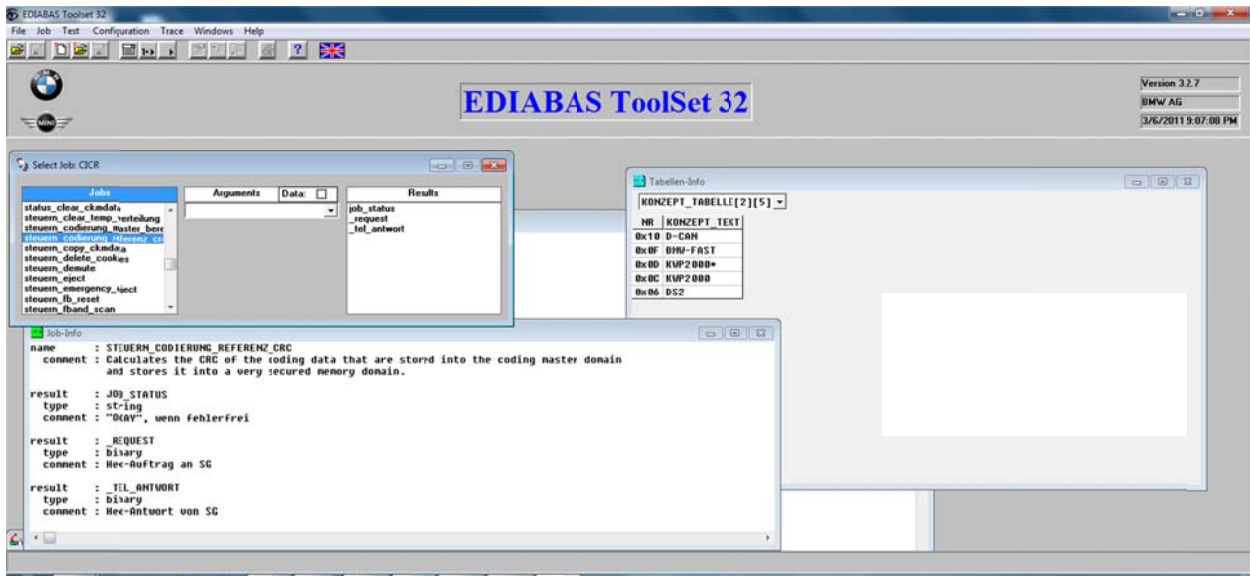 EDIABAS Toolset 32
File Job Test Configuration Trace Windows Help
EDIABAS ToolSet 32
Version 3.2.7
BMW AG
3/6/2011 9:07:08 PM
MINI
Select Job: CICR
Jobs
Arguments
Data:
Results
status_clear_ckmdata
steuern_clear_temp_verteilung
steuern_codierung_master_bere
steuern_codierung_referenz_crc
steuern_copy_ckmdata
steuern_delete_cookies
steuern_demute
steuern_eject
steuern_emergency_eject
steuern_fb_reset
steuern_fband_scan
job_status
_request
_tel_antwort
Tabellen-Info
KONZEPT_TABELLE[2][5]
NR KONZEPT_TEXT
0x10 D-CAN
0x0F BMW-FAST
0x0D KWP2000*
0x0C KWP2000
0x06 DS2
Job-Info
name : STEUERN_CODIERUNG_REFERENZ_CRC
comment : Calculates the CRC of the coding data that are stored into the coding master domain
and stores it into a very secured memory domain.
result : JOB_STATUS
type : string
comment : "OKAY", wenn fehlerfrei
result : _REQUEST
type : binary
comment : Hex-Auftrag an SG
result : _TEL_ANTWORT
type : binary
comment : Hex-Antwort von SG